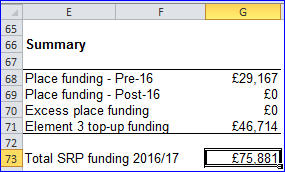 E F G
65
66 Summary
67
68 Place funding - Pre-16 £29,167
69 Place funding - Post-16 £0
70 Excess place funding £0
71 Element 3 top-up funding £46,714
72
73 Total SRP funding 2016/17 £75,881